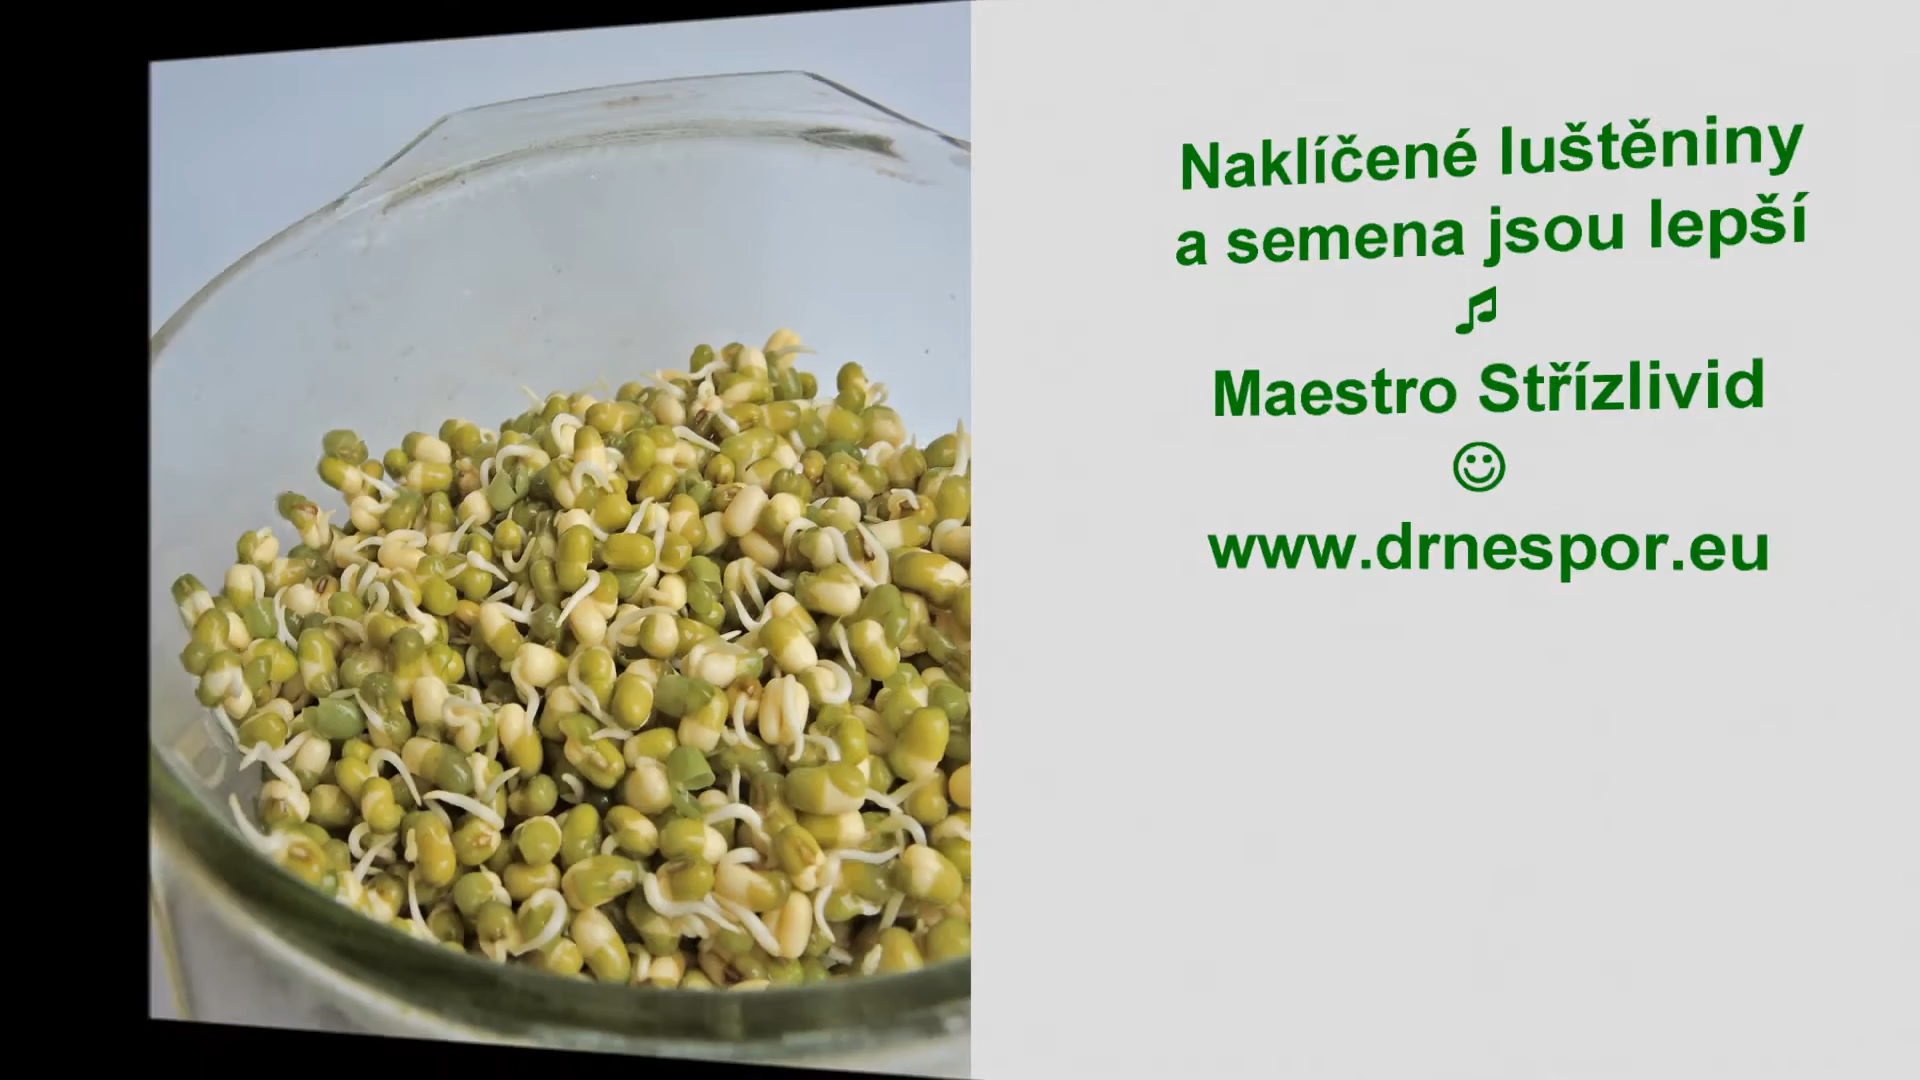 Naklíčené luštěniny
a semena jsou lepší
♫
Maestro Střízlivid
☺
www.drnespor.eu